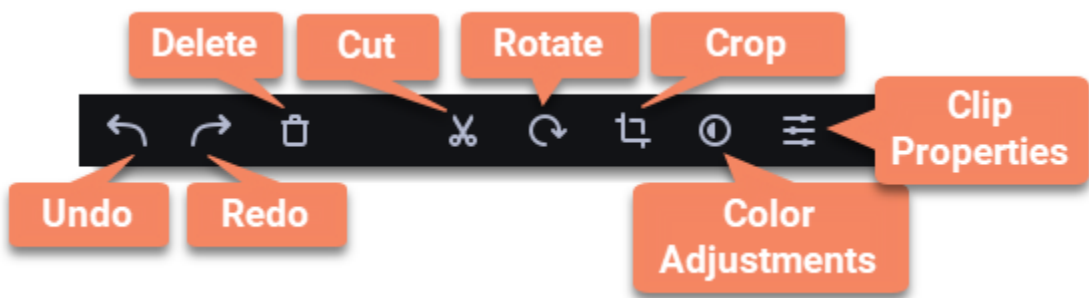 Delete
Cut
Rotate
Crop
Clip
Properties
Undo
Redo
Color
Adjustments